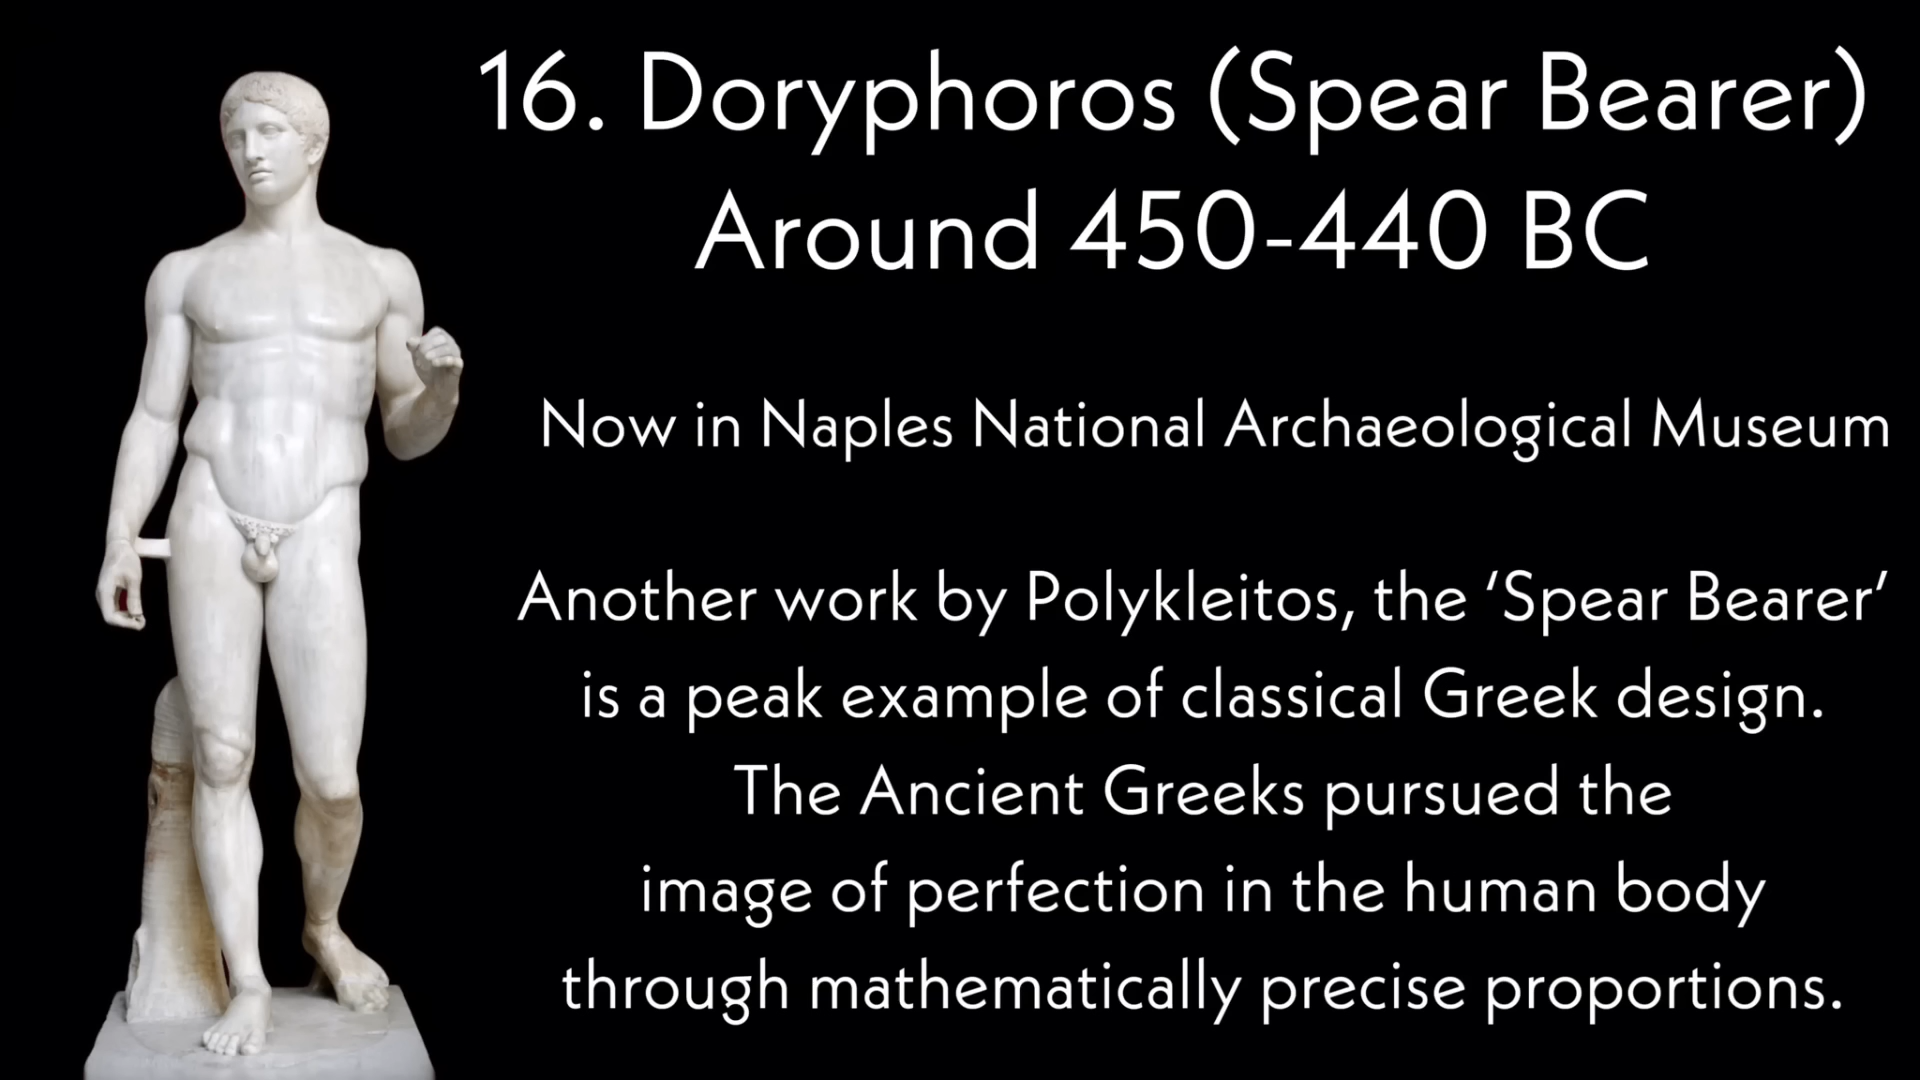 16. Doryphoros (Spear Bearer)
Around 450-440 BC
Now in Naples National Archaeological Museum
Another work by Polykleitos, the ‘Spear Bearer’
is a peak example of classical Greek design.
The Ancient Greeks pursued the
image of perfection in the human body
through mathematically precise proportions.